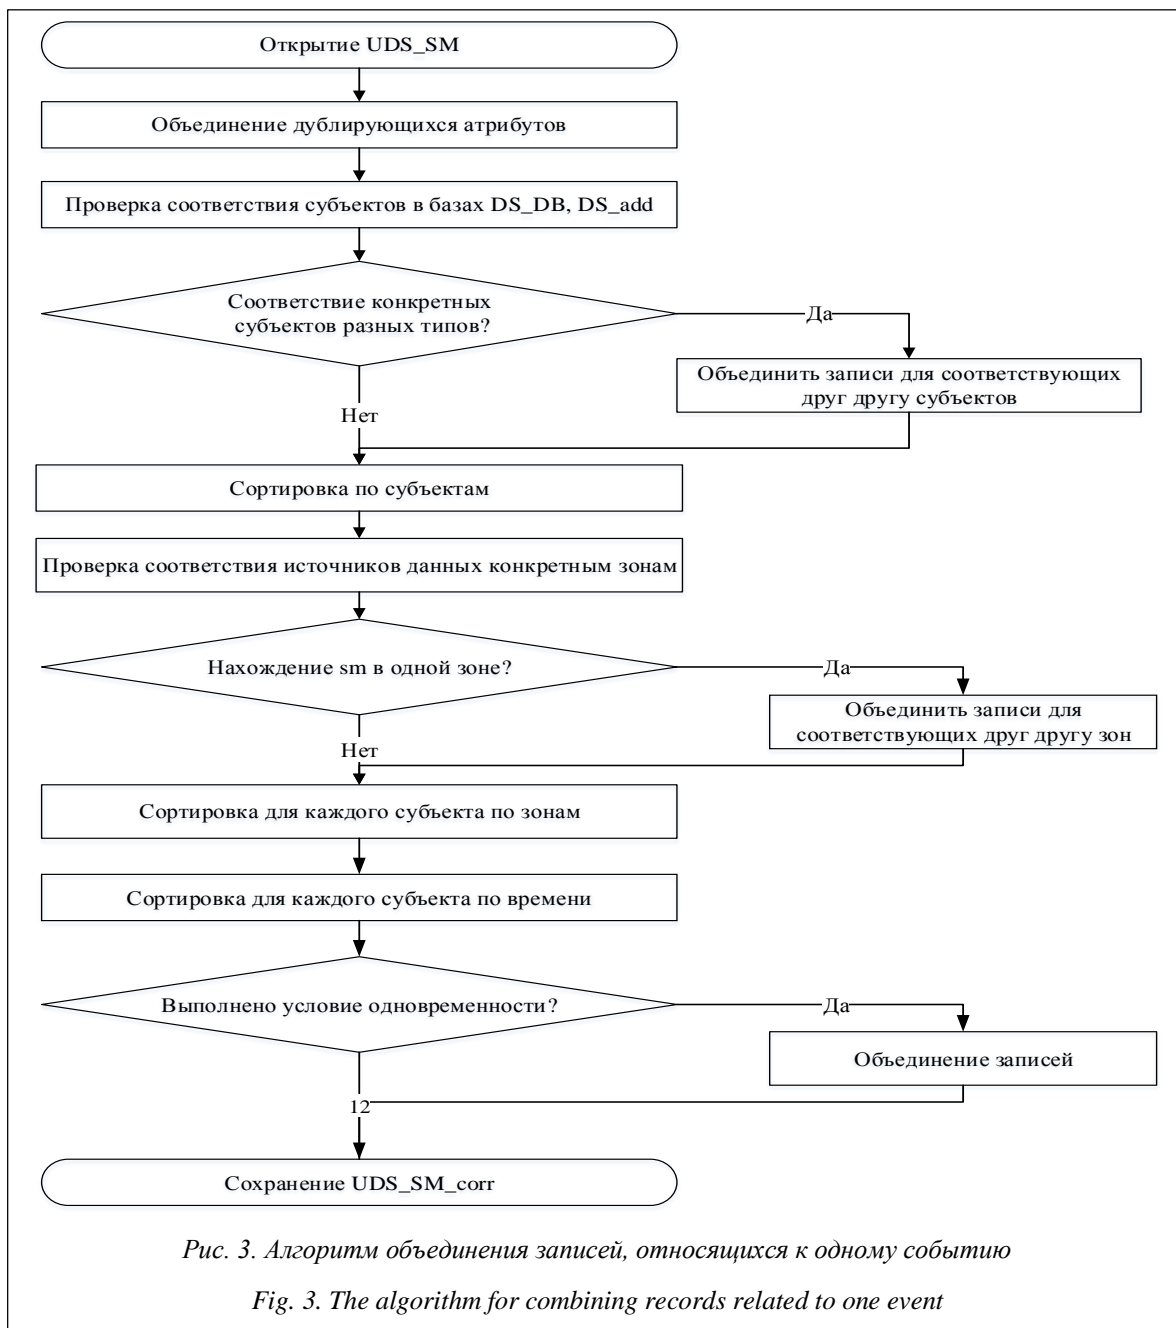 Открытие UDS_SM
Объединение дублирующихся атрибутов
Проверка соответствия субъектов в базах DS_DB, DS_add
Соответствие конкретных
субъектов разных типов?
Да
Объединить записи для соответствующих
друг другу субъектов
Нет
Сортировка по субъектам
Проверка соответствия источников данных конкретным зонам
Нахождение sm в одной зоне?
Да
Объединить записи для
соответствующих друг другу зон
Нет
Сортировка для каждого субъекта по зонам
Сортировка для каждого субъекта по времени
Выполнено условие одновременности?
Да
Объединение записей
12
Сохранение UDS_SM_corr
Рис. 3. Алгоритм объединения записей, относящихся к одному событию
Fig. 3. The algorithm for combining records related to one event